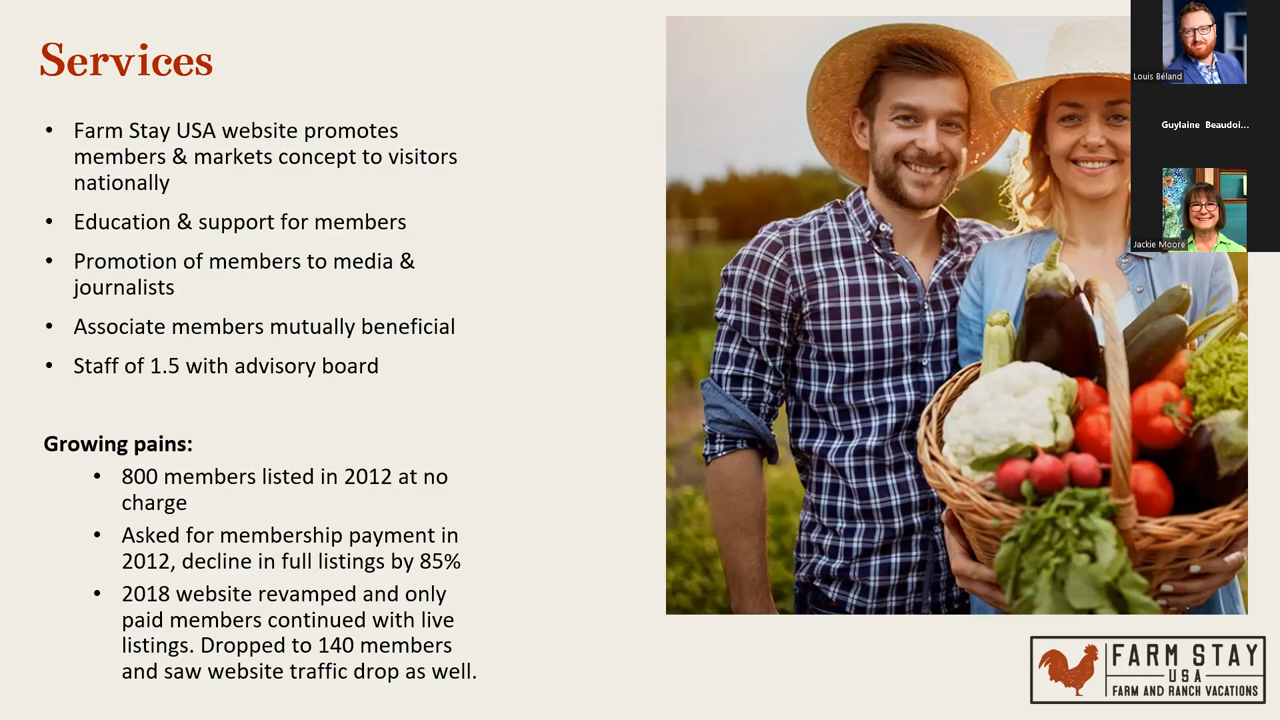 Services
• Farm Stay USA website promotes
members & markets concept to visitors
nationally
• Education & support for members
• Promotion of members to media &
journalists
• Associate members mutually beneficial
• Staff of 1.5 with advisory board
Growing pains:
• 800 members listed in 2012 at no
charge
• Asked for membership payment in
2012, decline in full listings by 85%
• 2018 website revamped and only
paid members continued with live
listings. Dropped to 140 members
and saw website traffic drop as well.
Louis Béland
Guylaine Beaudoi...
Jackie Moore
FARM STAY
USA
FARM AND RANCH VACATIONS